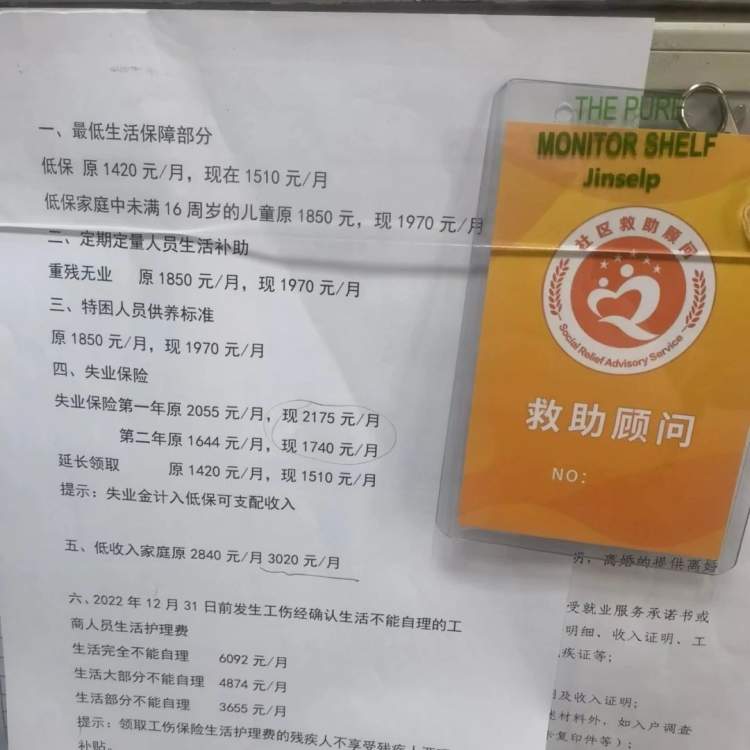 一、最低生活保障部分
低保 原 1420 元/月，现在 1510 元/月
低保家庭中未满 16 周岁的儿童原 1850 元，现 1970 元/月
二、定期定量人员生活补助
重残无业 原 1850 元/月，现 1970 元/月
三、特困人员供养标准
原 1850 元/月，现 1970 元/月
四、失业保险
失业保险第一年原 2055 元/月，现 2175 元/月
第二年原 1644 元/月，现 1740 元/月
延长领取 原 1420 元/月，现 1510 元/月
提示：失业金计入低保可支配收入
五、低收入家庭原 2840 元/月 3020 元/月
六、2022 年 12 月 31 日前发生工伤经确认生活不能自理的工
商人员生活护理费
生活完全不能自理 6092 元/月
生活大部分不能自理 4874 元/月
生活部分不能自理 3655 元/月
提示：领取工伤保险生活护理费的残疾人不享受残疾人
补贴。
THE PURE
MONITOR SHELF
Jinselp
社区救助顾问
Social Relief Advisory Service
救助顾问
NO：
明，离婚的提供离婚
受就业服务承诺书或
明细、收入证明、工
疾证等；
及收入证明；
材料外，如入户调查
复印件等）；